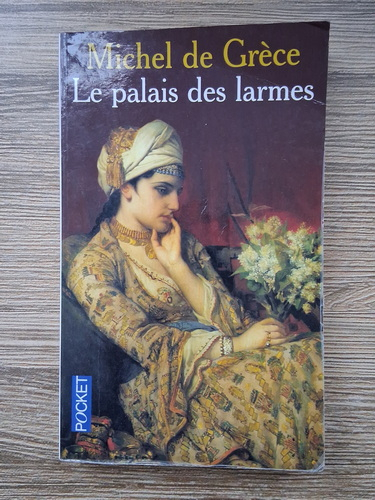 Michel de Grèce
Le palais des larmes
POCKET